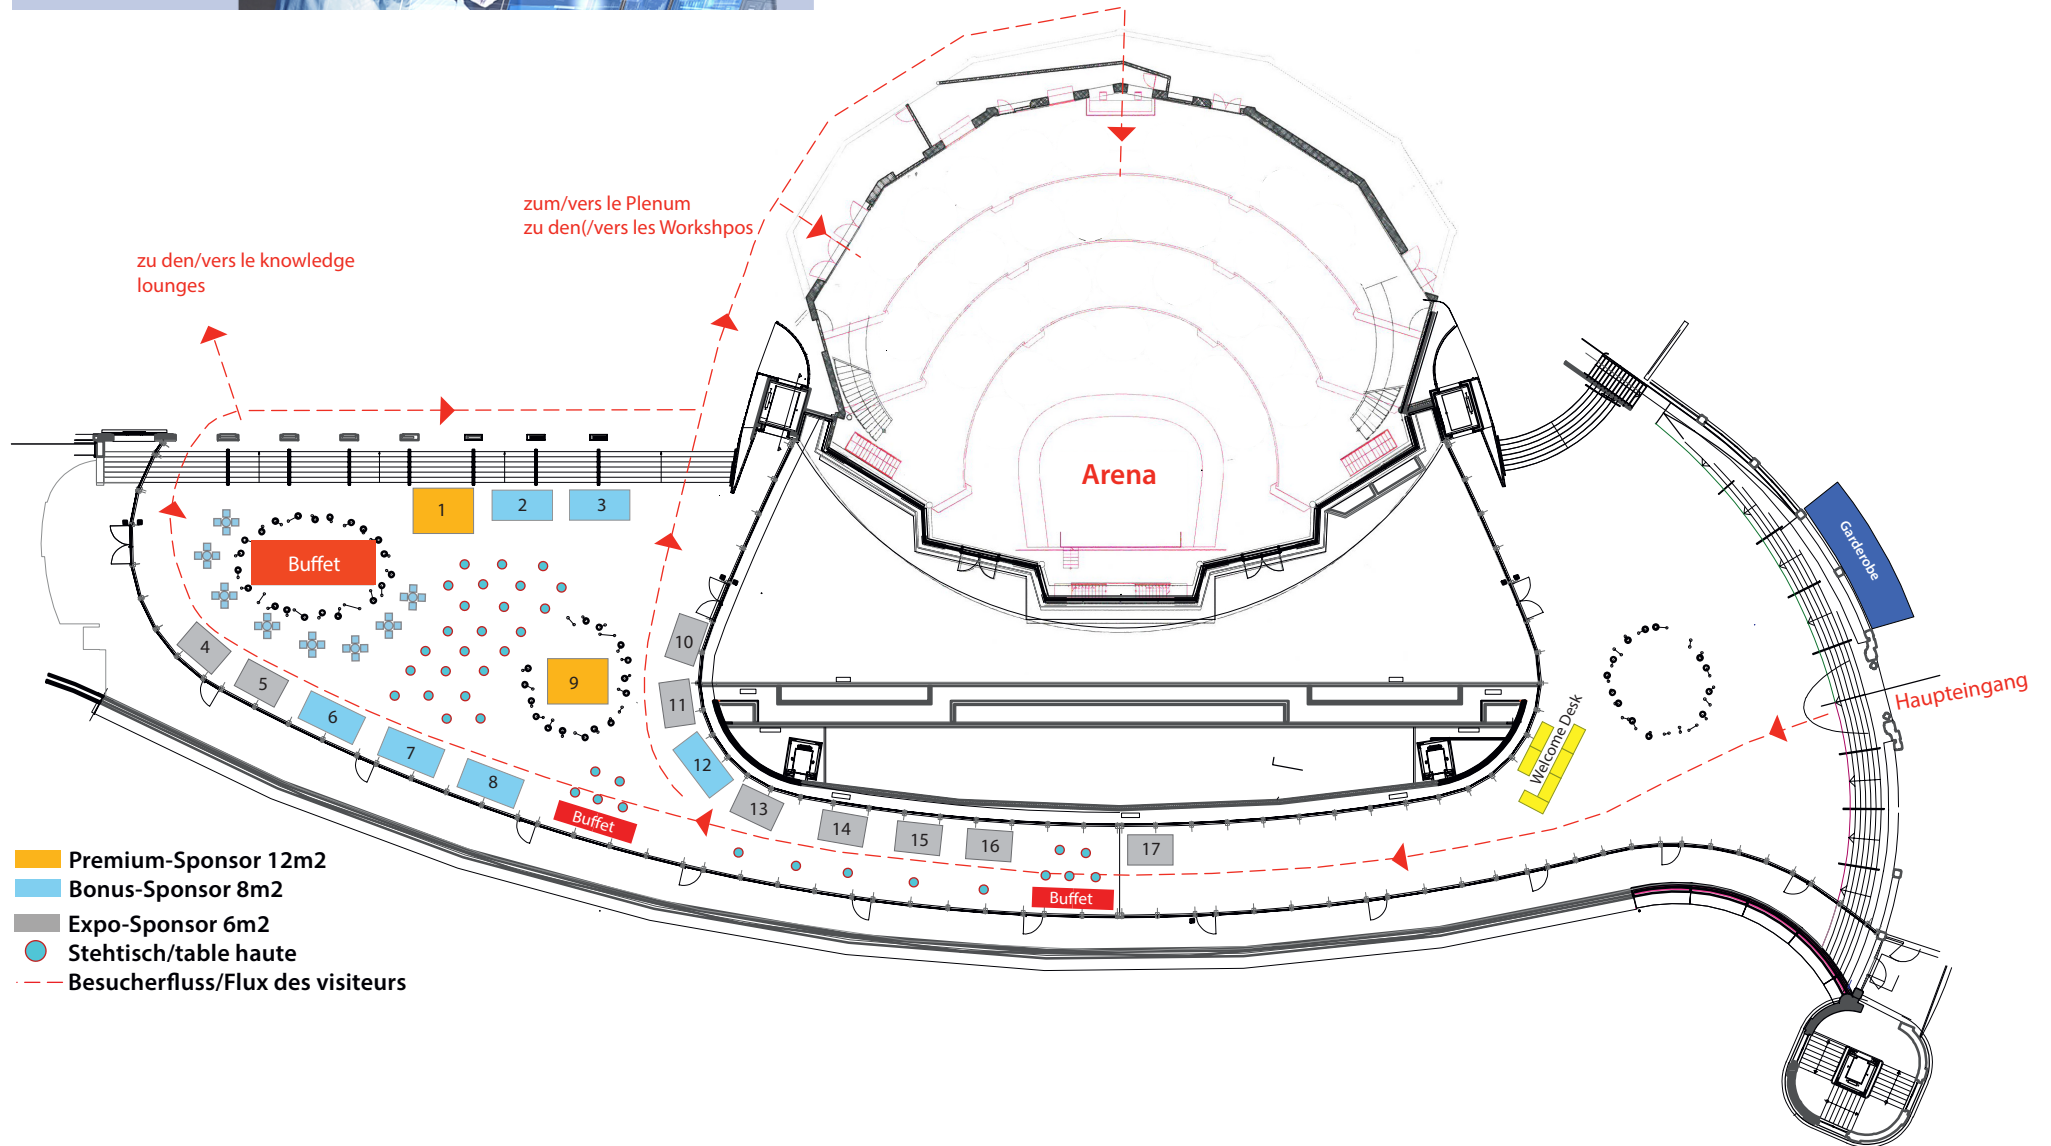 zum/vers le Plenum
zu den(/vers les Workshpos
zu den/vers le knowledge
lounges
Arena
1
2
3
Buffet
Garderobe
4
5
6
7
8
9
10
11
12
13
14
15
16
17
Haupteingang
Welcome Desk
Buffet
Buffet
Premium-Sponsor 12m2
Bonus-Sponsor 8m2
Expo-Sponsor 6m2
Stehtisch/table haute
Besucherfluss/Flux des visiteurs